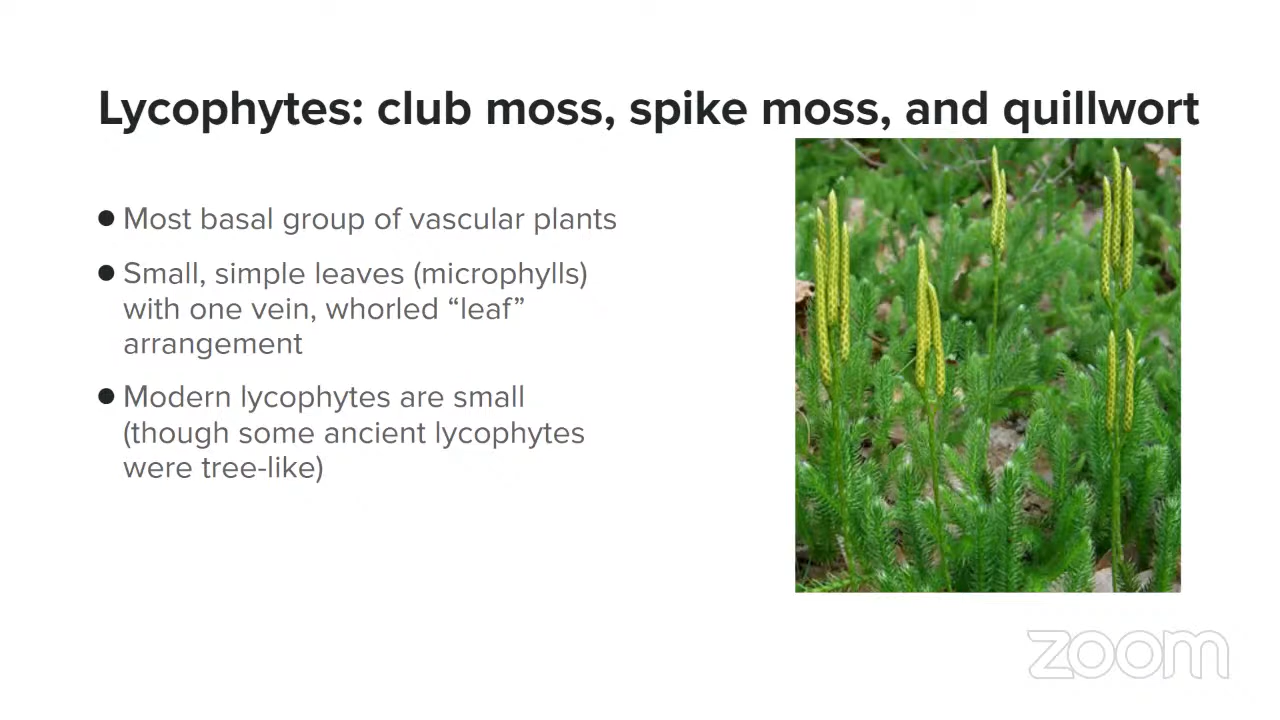 Lycophytes: club moss, spike moss, and quillwort
● Most basal group of vascular plants
● Small, simple leaves (microphylls)
with one vein, whorled “leaf”
arrangement
● Modern lycophytes are small
(though some ancient lycophytes
were tree-like)
zoom